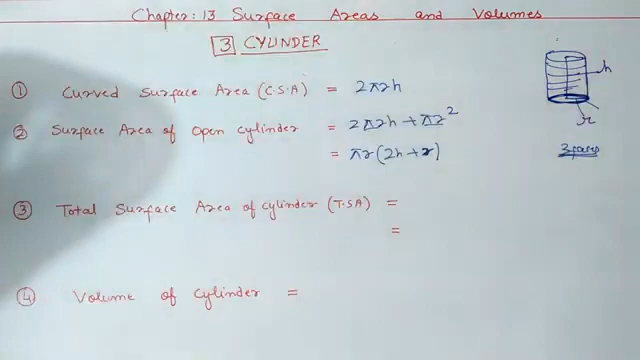 Chapter: 13 Surface Areas and Volumes
3 CYLINDER
① Curved Surface Area (C.S.A) = 2πrh
② Surface Area of Open cylinder = 2πrh + πr²
= πr(2h+r)
h
r
3 faces
③ Total Surface Area of cylinder (T.S.A) =
=
④ Volume of cylinder =